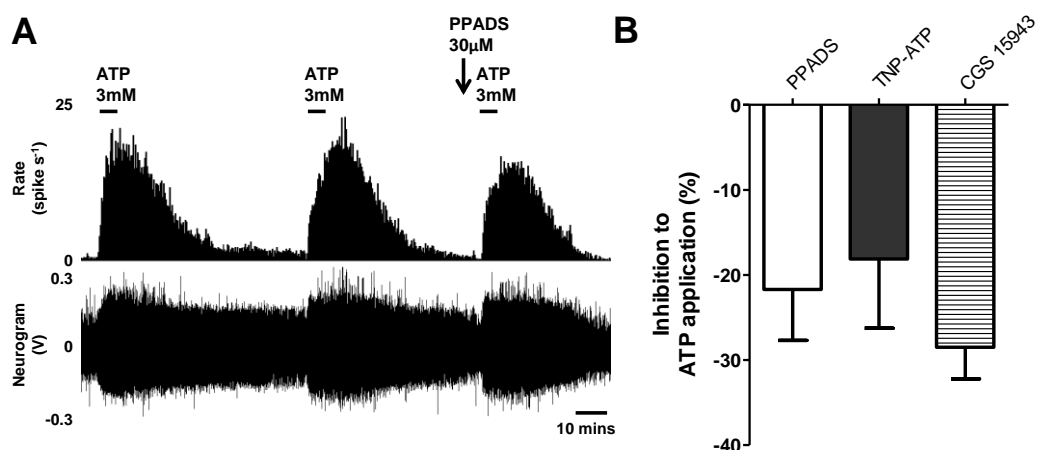 A
PPADS
30µM
ATP
3mM
ATP
3mM
ATP
3mM
25
Rate
(spike s-1)
0
0.3
Neurogram
(V)
0
-0.3
10 mins
B
PPADS
TNP-ATP
CGS 15943
0
-10
-20
-30
-40
Inhibition to
ATP application (%)